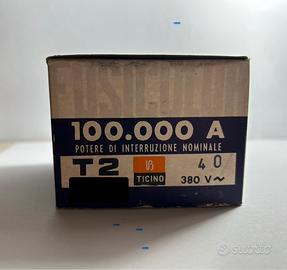 100.000 A
POTERE DI INTERRUZIONE NOMINALE
T2
TICINO
40
380 V~
subito